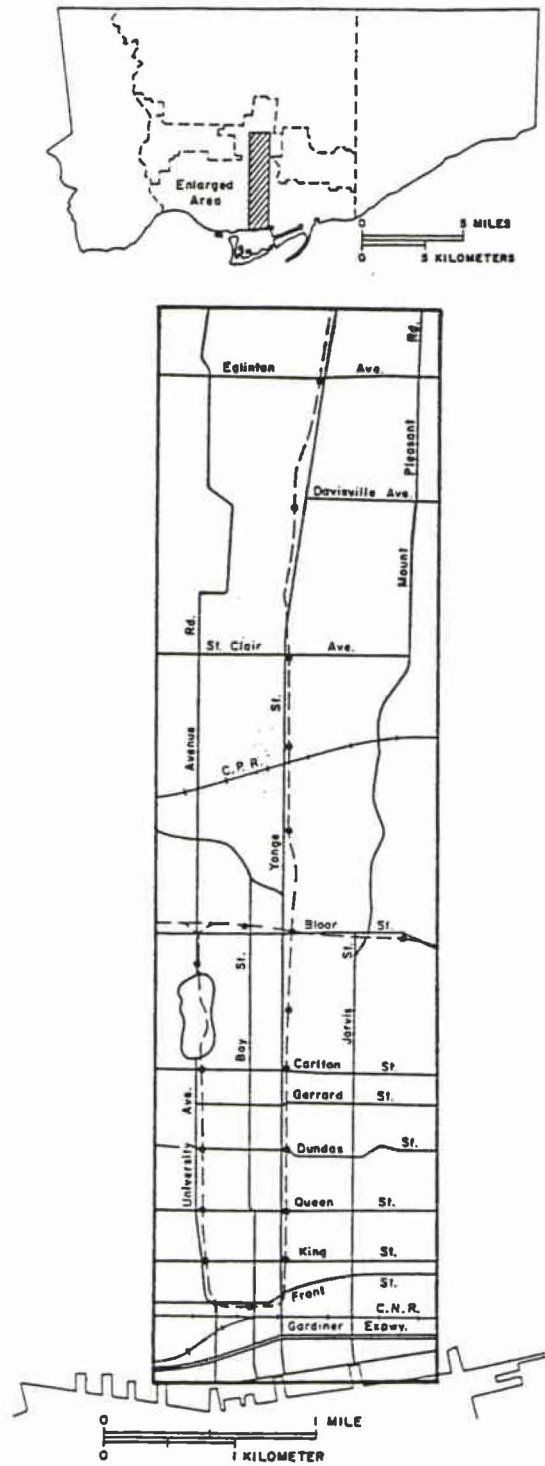 Enlarged
Area
0 5 MILES
0 5 KILOMETERS
Rd.
Eglinton Ave.
Pleasant
Davisville Ave.
Mount
Rd.
St. Clair Ave.
St.
Avenue
C.P.R.
Yonge
Bloor St.
St.
St.
Bay
Jarvis
Carlton St.
Ave.
Gerrard St.
University
Dundas St.
Queen St.
King St.
Front St.
C.N.R.
Gardiner Expwy.
0 1 MILE
0 1 KILOMETER